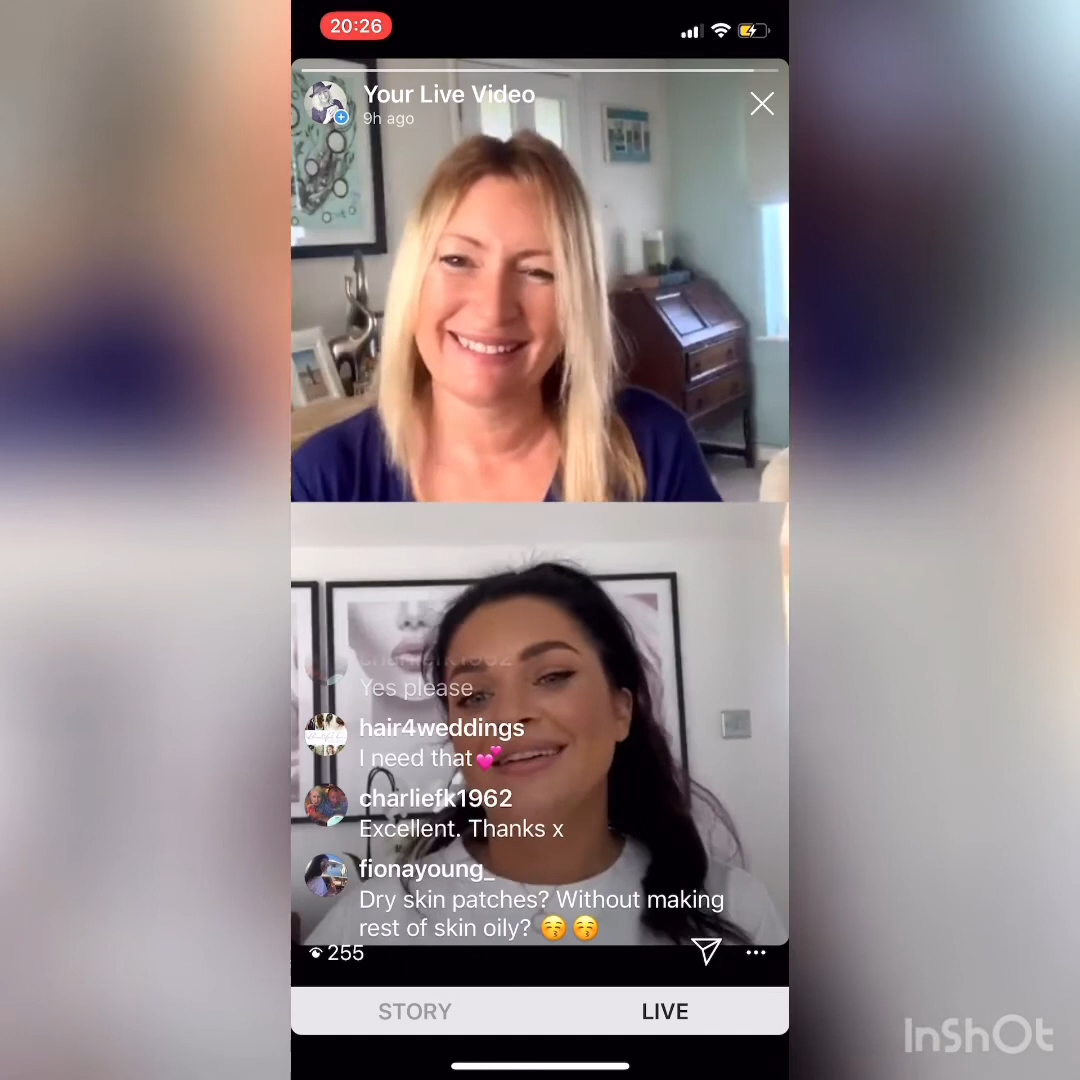 20:26
Your Live Video
9h ago
charliefk1962
Yes please
hair4weddings
I need that💕
charliefk1962
Excellent. Thanks x
fionayoung_
Dry skin patches? Without making
rest of skin oily? 😚😚
255
STORY
LIVE
InShOt